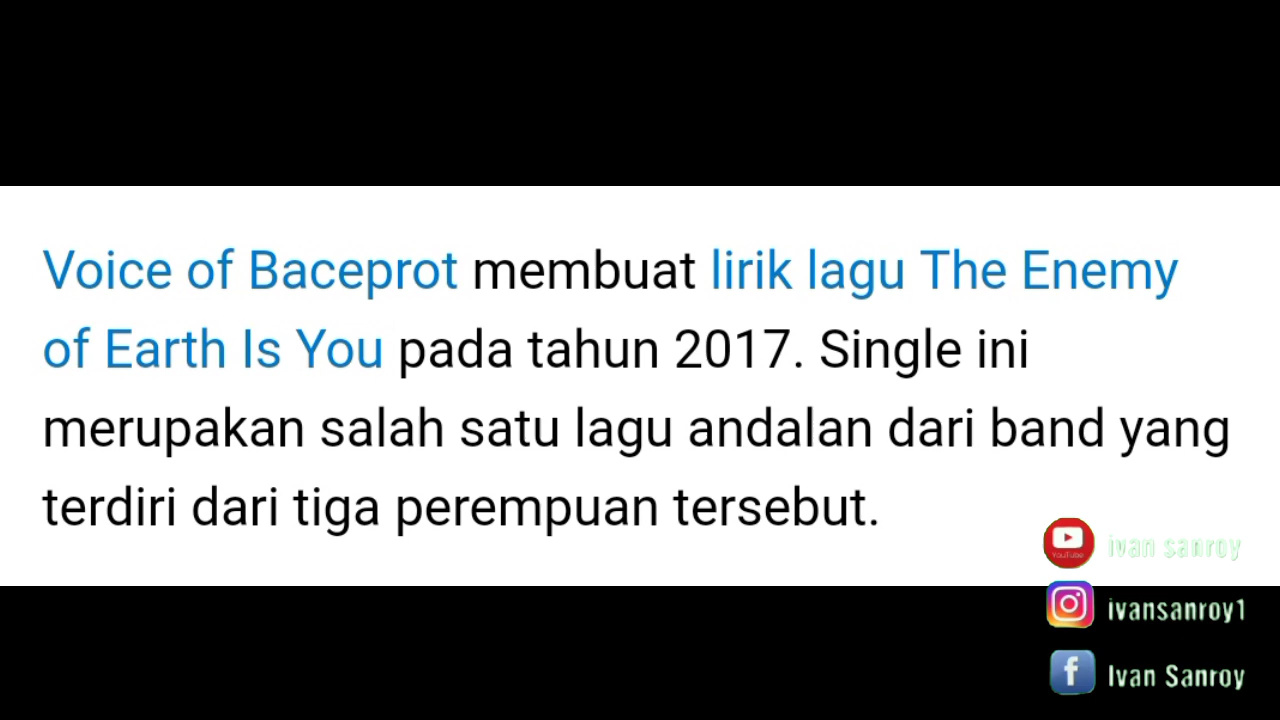 Voice of Baceprot membuat lirik lagu The Enemy
of Earth Is You pada tahun 2017. Single ini
merupakan salah satu lagu andalan dari band yang
terdiri dari tiga perempuan tersebut.
YouTube
ivan sanroy
ivansanroy1
Ivan Sanroy